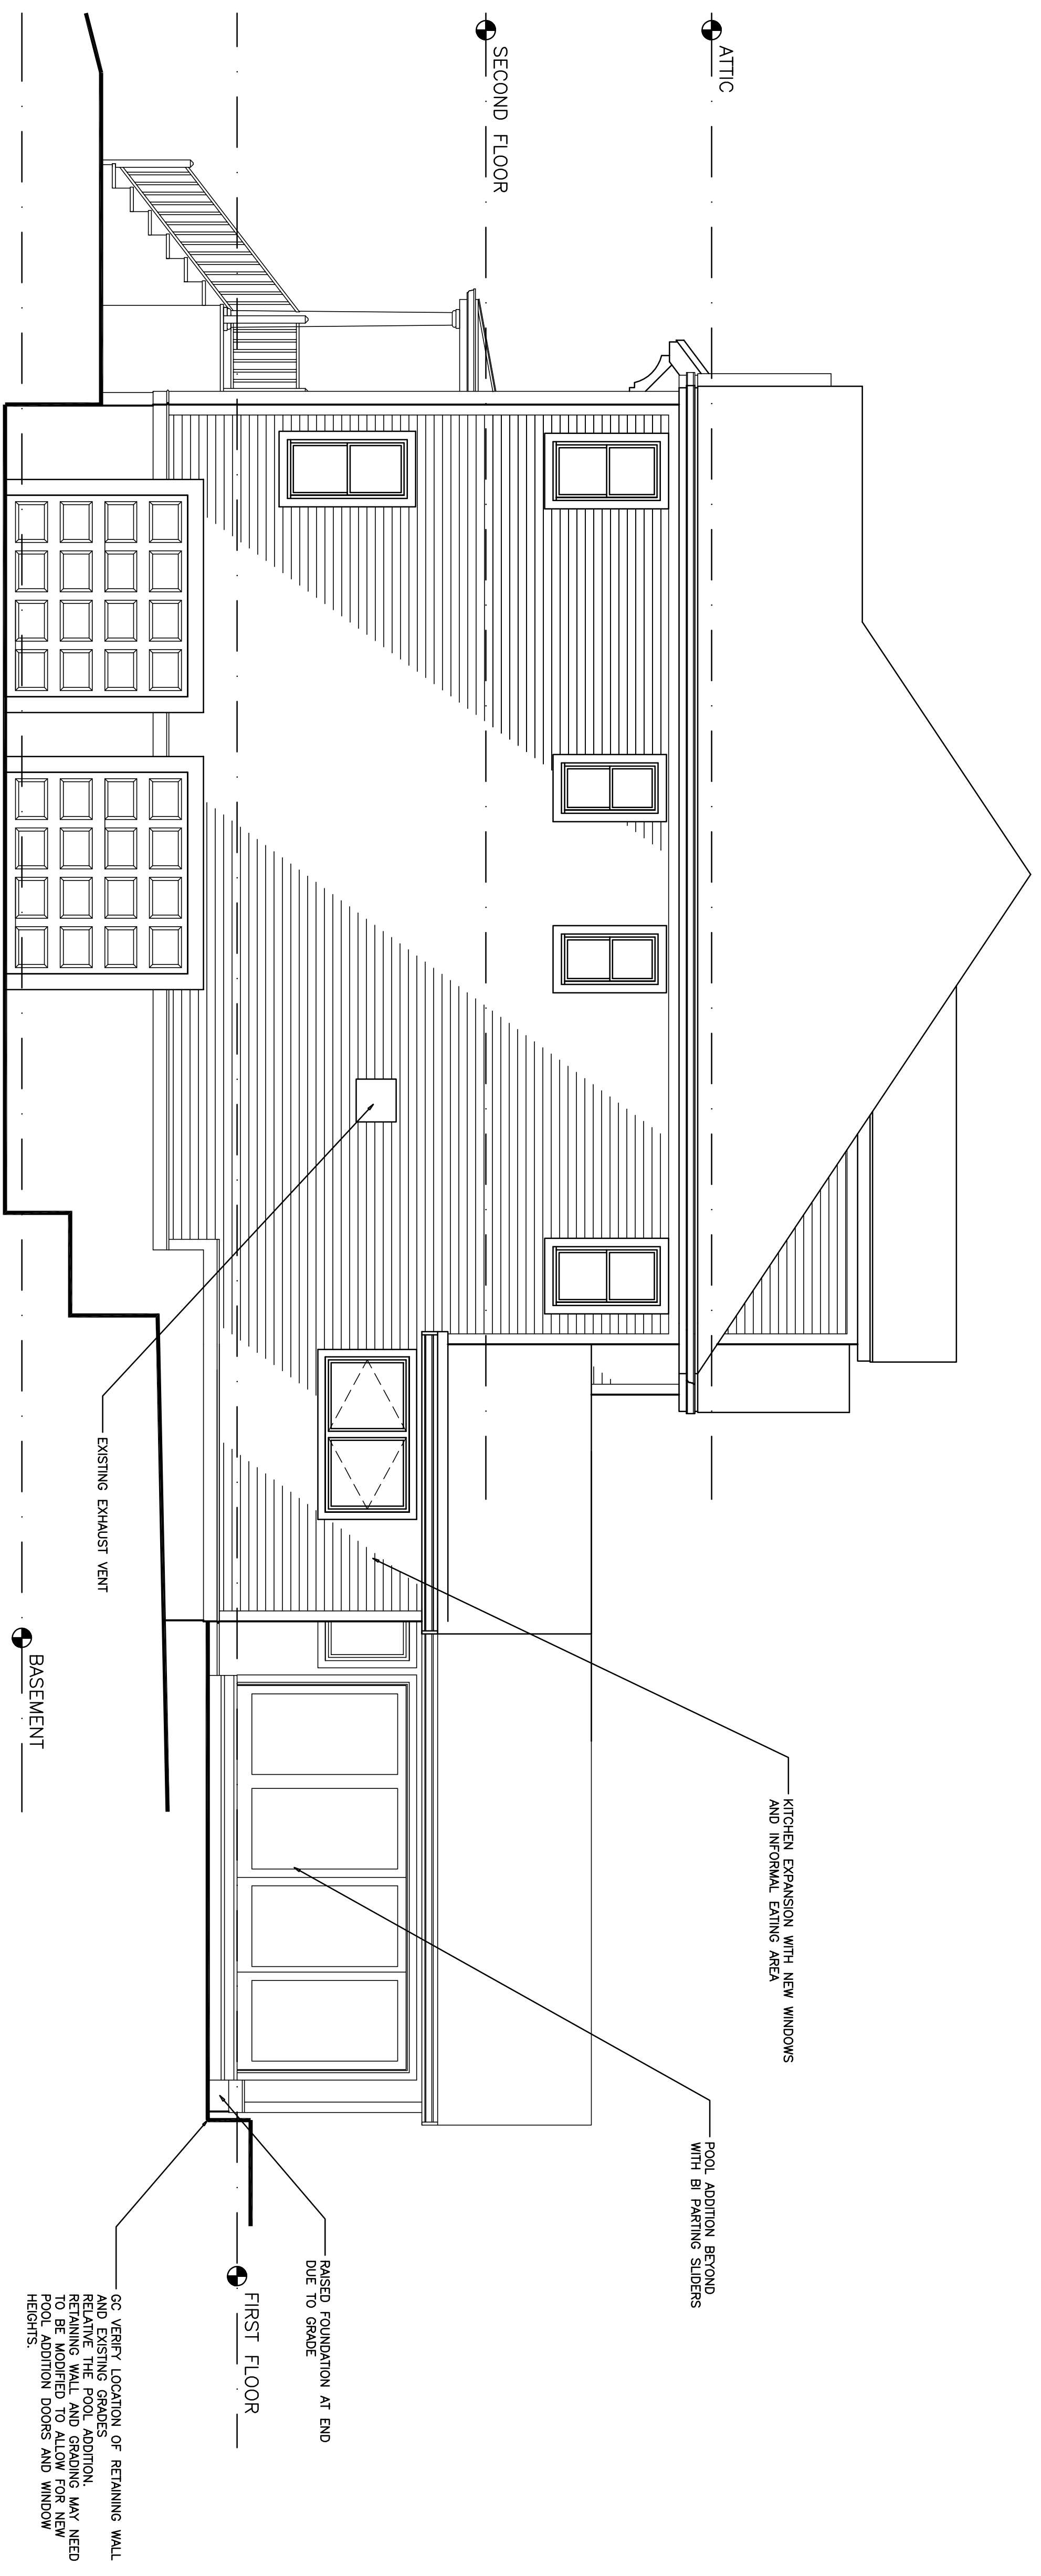 ATTIC
SECOND FLOOR
KITCHEN EXPANSION WITH NEW WINDOWS
AND INFORMAL EATING AREA
POOL ADDITION BEYOND
WITH BI PARTING SLIDERS
RAISED FOUNDATION AT END
DUE TO GRADE
FIRST FLOOR
EXISTING EXHAUST VENT
BASEMENT
GC VERIFY LOCATION OF RETAINING WALL
AND EXISTING GRADES
RELATIVE THE POOL ADDITION.
RETAINING WALL AND GRADING MAY NEED
TO BE MODIFIED TO ALLOW FOR NEW
POOL ADDITION DOORS AND WINDOW
HEIGHTS.